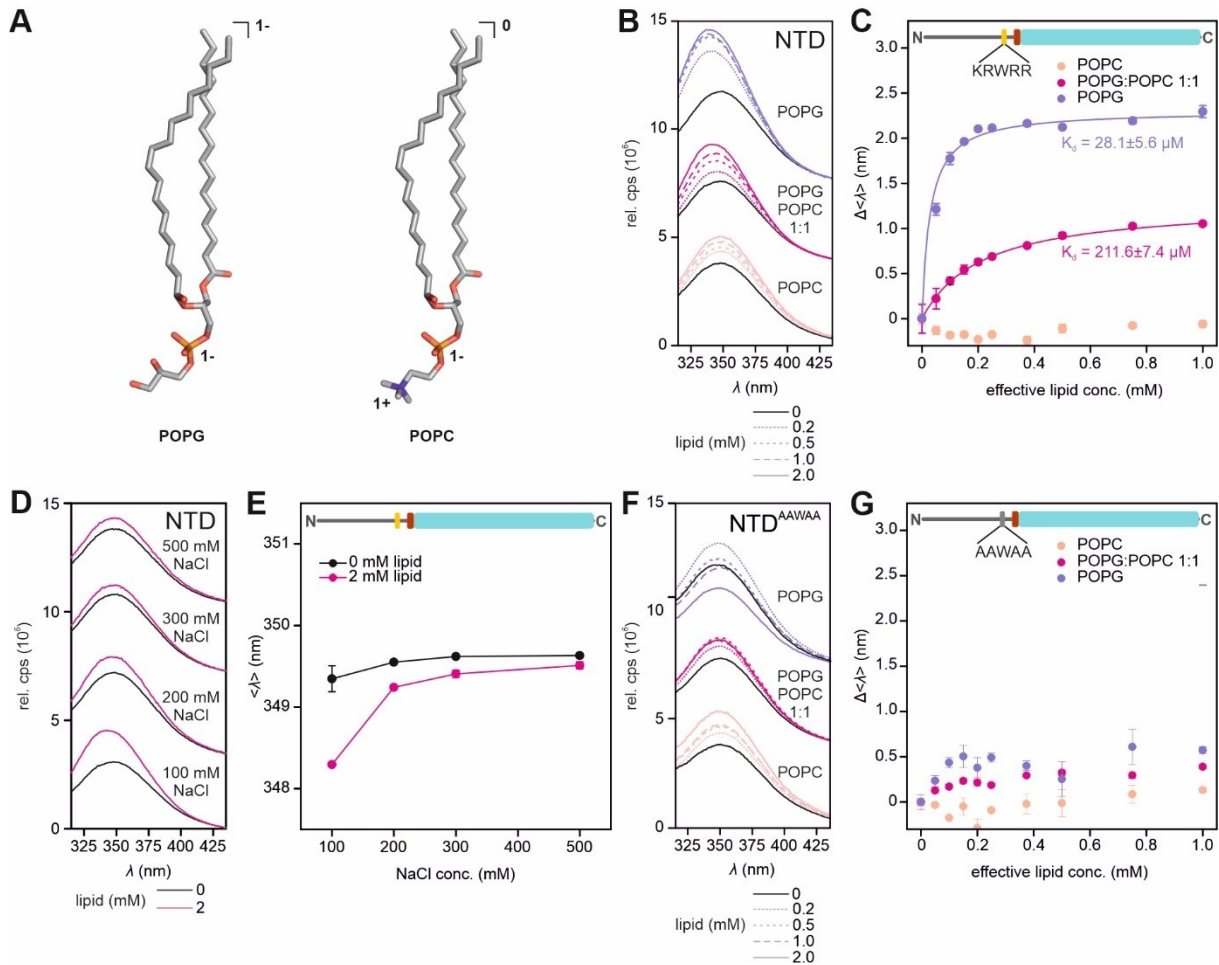 A
1-
0
1-
1-
1+
POPG
POPC
B
15
10
5
0
rel. cps (10⁶)
NTD
POPG
POPG
POPC
1:1
POPC
325 350 375 400 425
λ (nm)
lipid (mM)
0
0.2
0.5
1.0
2.0
C
N
C
KRWRR
POPC
POPG:POPC 1:1
POPG
K_d = 28.1±5.6 µM
K_d = 211.6±7.4 µM
3.0
2.5
2.0
1.5
1.0
0.5
0
Δ<λ> (nm)
0 0.2 0.4 0.6 0.8 1.0
effective lipid conc. (mM)
D
15
10
5
0
rel. cps (10⁶)
NTD
500 mM
NaCl
300 mM
NaCl
200 mM
NaCl
100 mM
NaCl
325 350 375 400 425
λ (nm)
lipid (mM)
0
2
E
N
C
0 mM lipid
2 mM lipid
351
350
349
348
<λ> (nm)
100 200 300 400 500
NaCl conc. (mM)
F
15
10
5
0
rel. cps (10⁶)
NTD^AAWAA
POPG
POPG
POPC
1:1
POPC
325 350 375 400 425
λ (nm)
lipid (mM)
0
0.2
0.5
1.0
2.0
G
N
C
AAWAA
POPC
POPG:POPC 1:1
POPG
3.0
2.5
2.0
1.5
1.0
0.5
0
Δ<λ> (nm)
0 0.2 0.4 0.6 0.8 1.0
effective lipid conc. (mM)